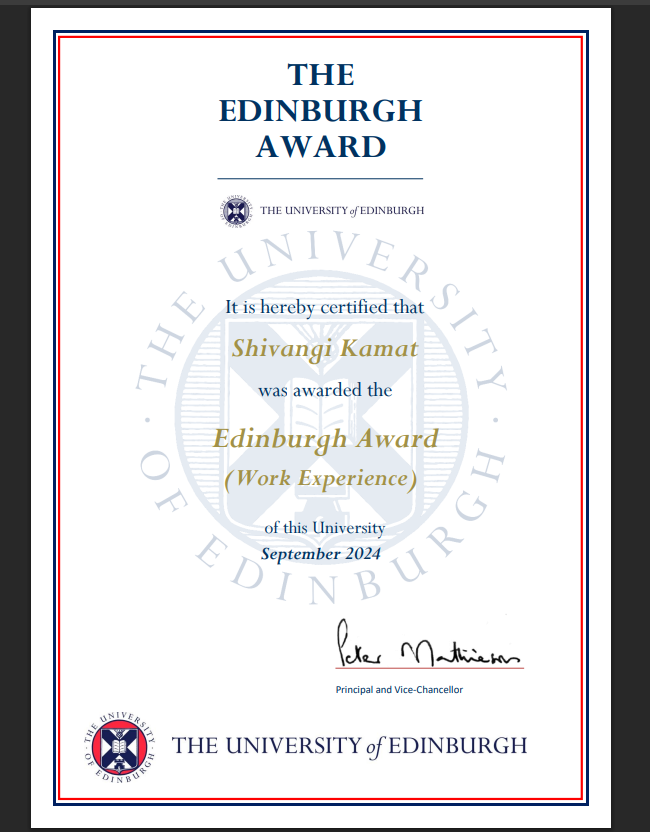 THE
EDINBURGH
AWARD
THE UNIVERSITY of EDINBURGH
THE UNIVERSITY OF EDINBURGH
It is hereby certified that
Shivangi Kamat
was awarded the
Edinburgh Award
(Work Experience)
of this University
September 2024
Peter Mathieson
Principal and Vice-Chancellor
THE UNIVERSITY OF EDINBURGH
THE UNIVERSITY of EDINBURGH